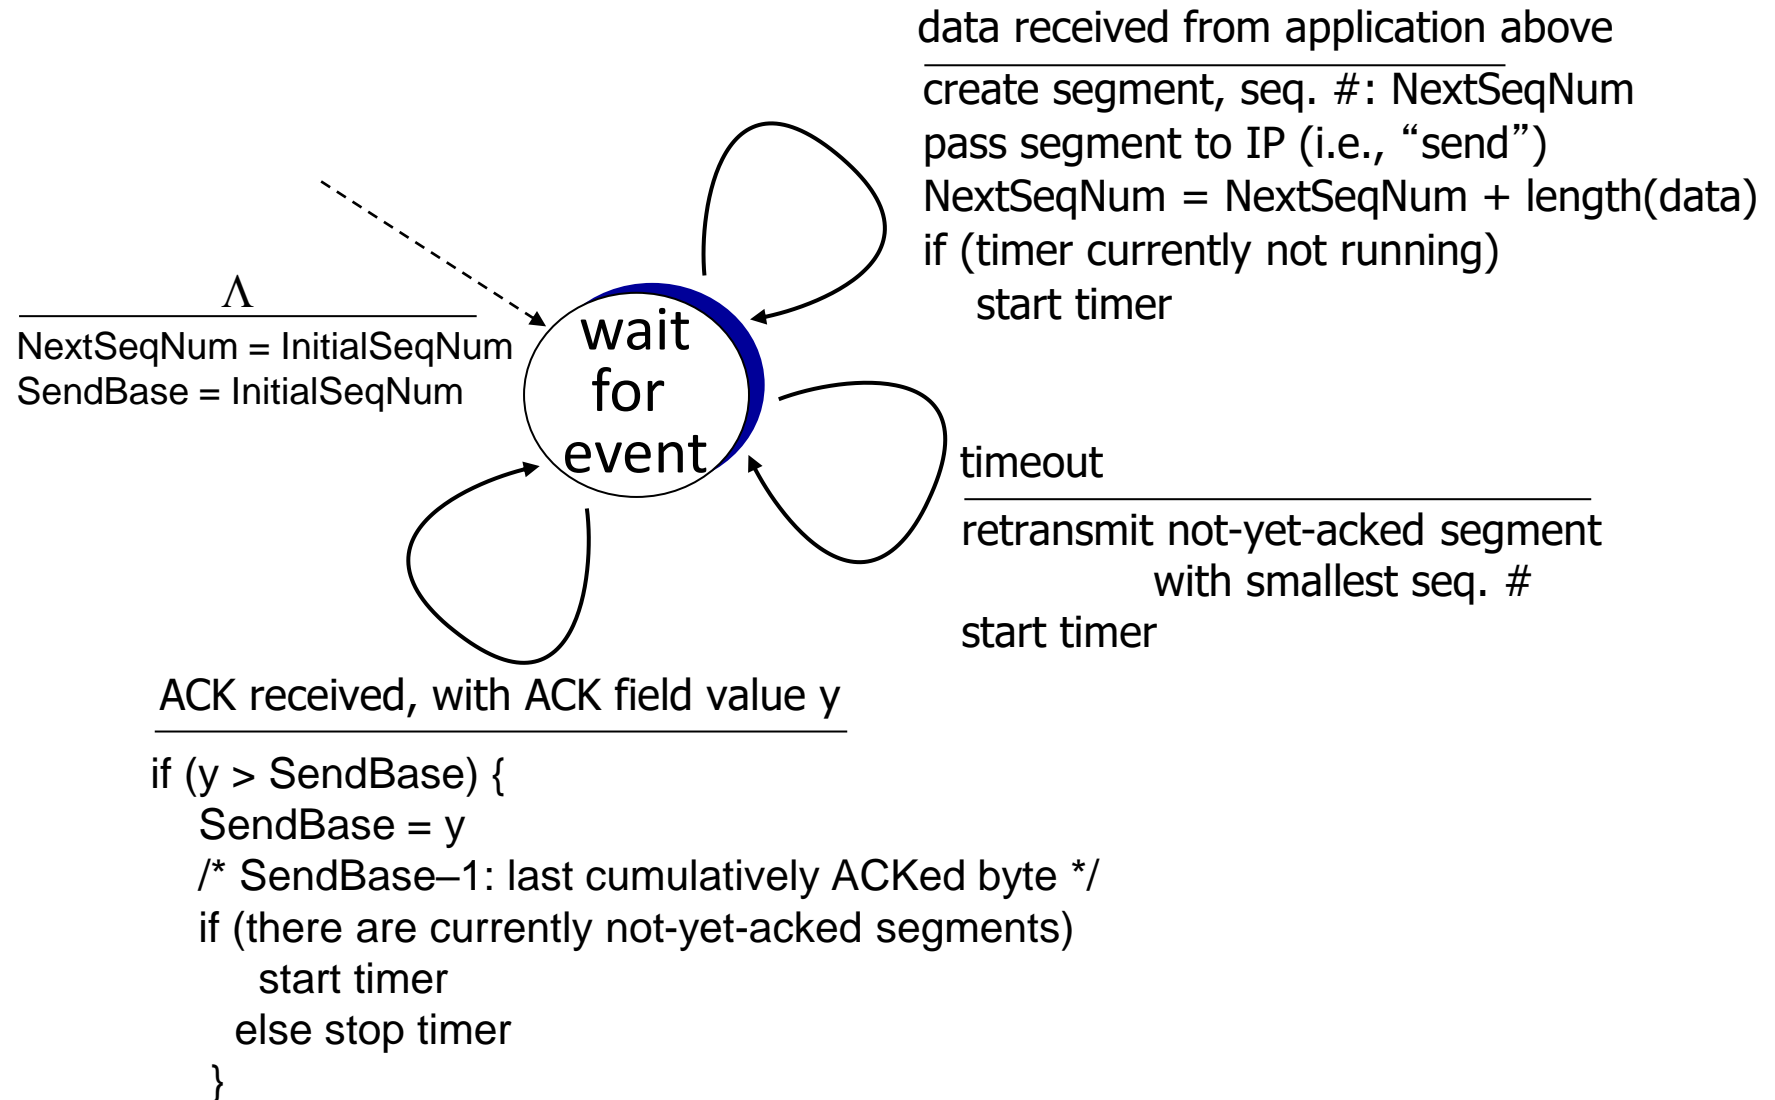 data received from application above
create segment, seq. #: NextSeqNum
pass segment to IP (i.e., “send”)
NextSeqNum = NextSeqNum + length(data)
if (timer currently not running)
start timer
Λ
NextSeqNum = InitialSeqNum
SendBase = InitialSeqNum
wait
for
event
timeout
retransmit not-yet-acked segment
with smallest seq. #
start timer
ACK received, with ACK field value y
if (y > SendBase) {
SendBase = y
/* SendBase–1: last cumulatively ACKed byte */
if (there are currently not-yet-acked segments)
start timer
else stop timer
}